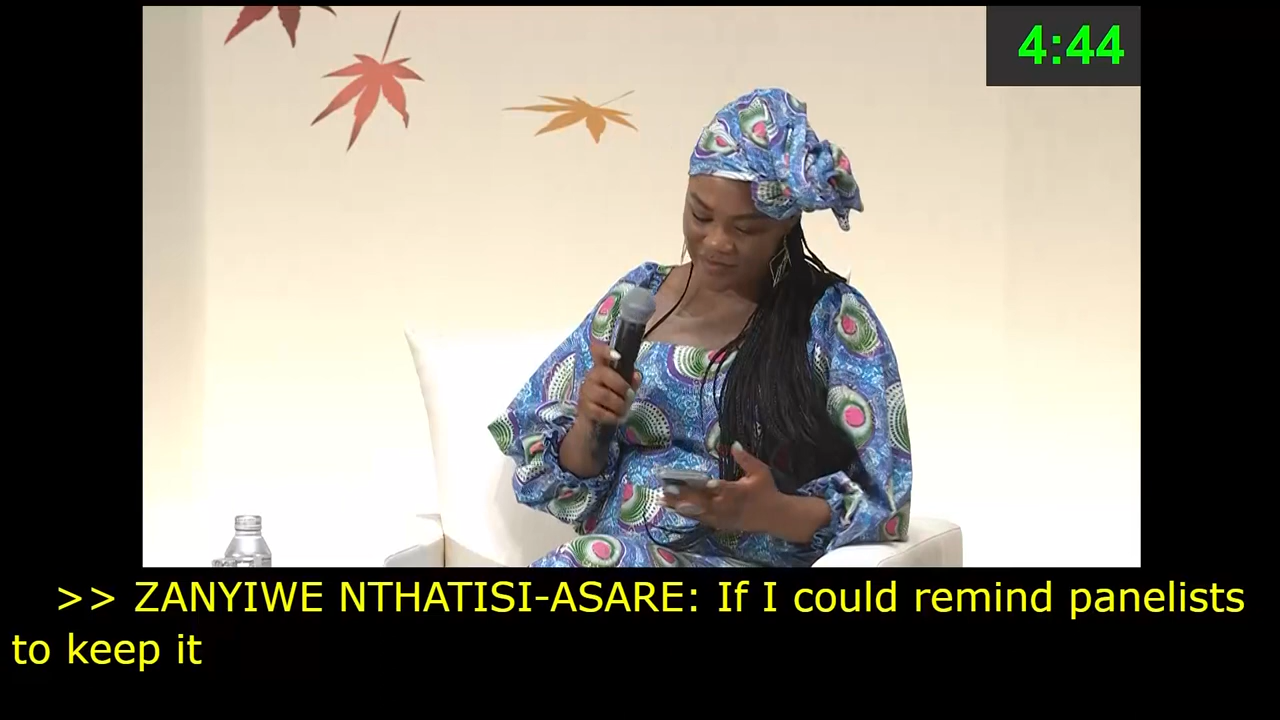 4:44
>> ZANYIWE NTHATISI-ASARE: If I could remind panelists
to keep it